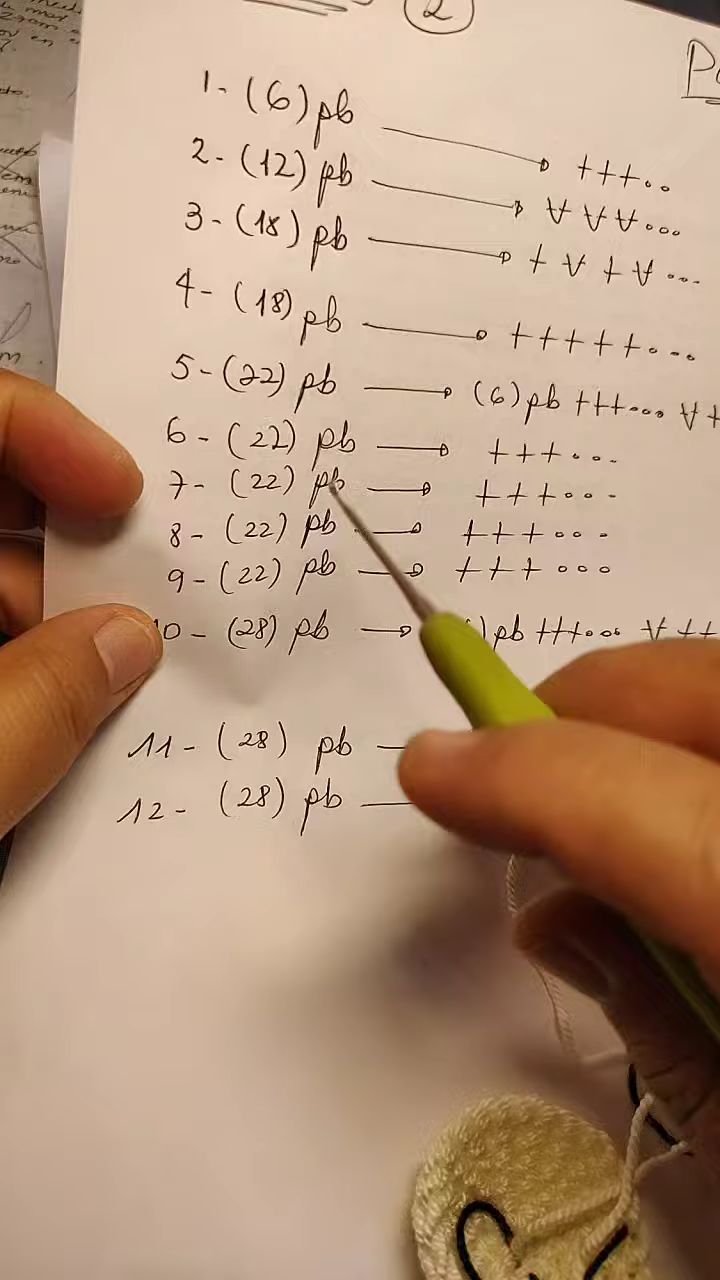 2
Pa
1- (6) pb → +++..
2- (12) pb → V V V...
3- (18) pb → + V + V ...
4- (18) pb → +++++...
5- (22) pb → (6) pb +++... V +
6- (22) pb → +++...
7- (22) pb → +++...
8- (22) pb → +++...
9- (22) pb → +++...
10- (28) pb → ) pb +++... V ++
11- (28) pb —
12- (28) pb —